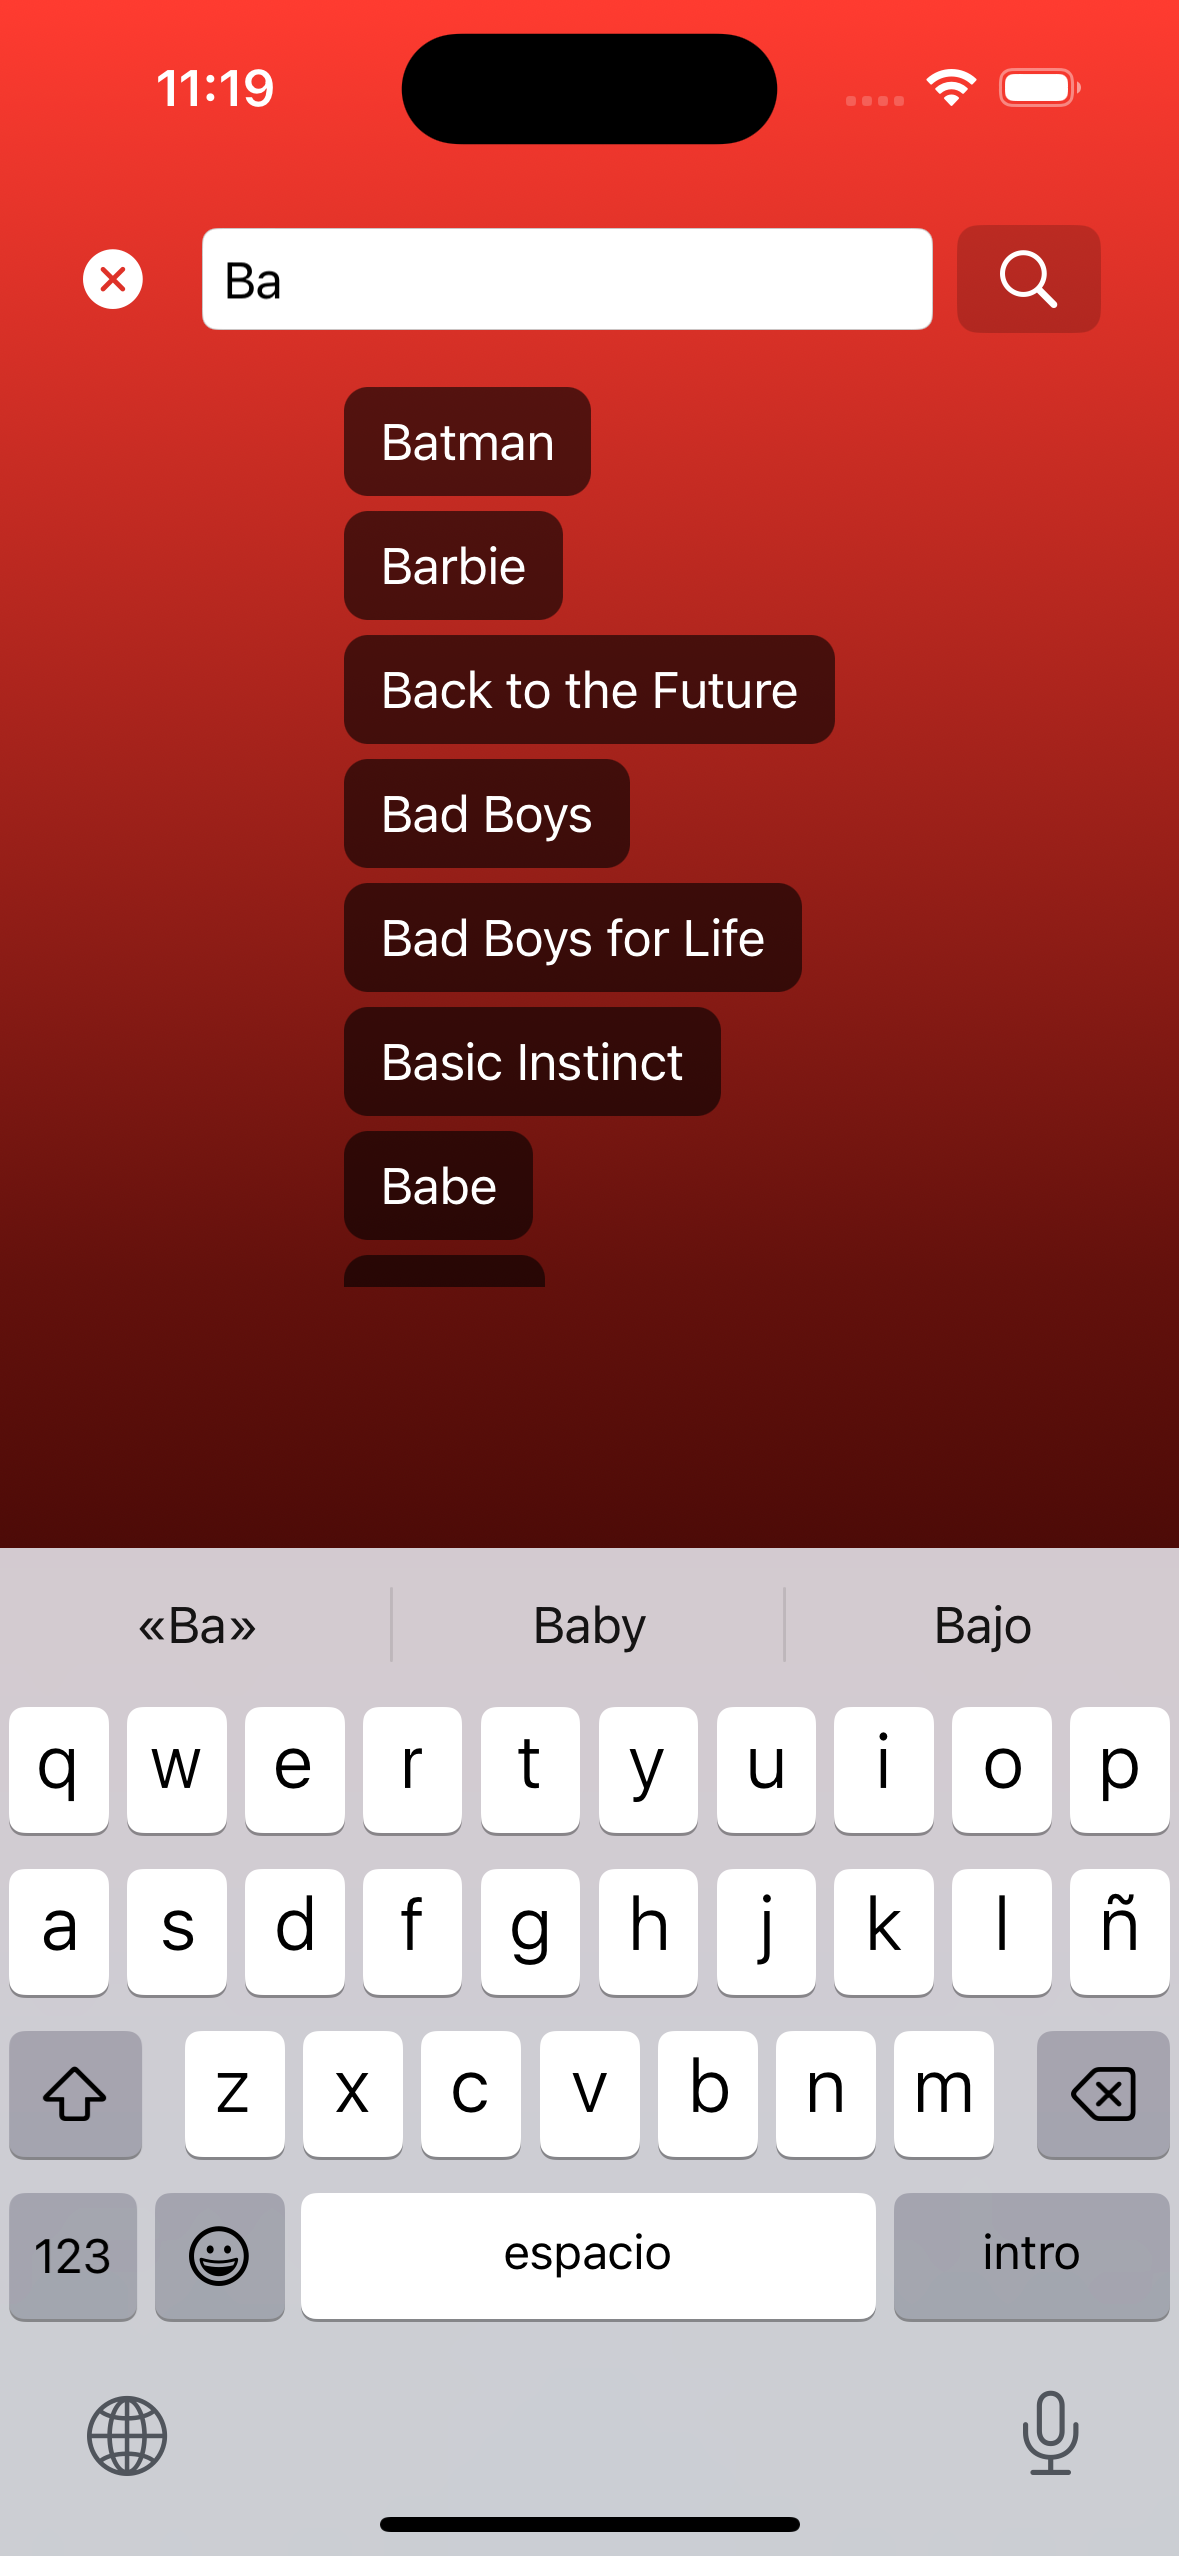 11:19
Ba
Batman
Barbie
Back to the Future
Bad Boys
Bad Boys for Life
Basic Instinct
Babe
«Ba» Baby Bajo
q w e r t y u i o p
a s d f g h j k l ñ
z x c v b n m
123 espacio intro